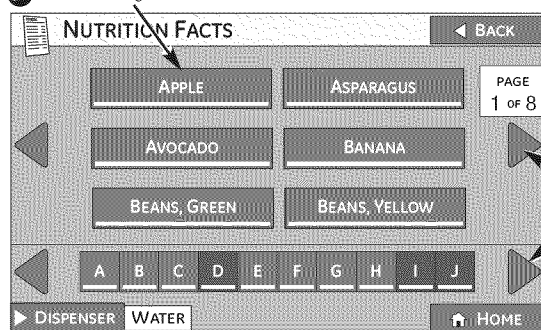 NUTRITION FACTS
BACK
APPLE ASPARAGUS
PAGE
1 OF 8
AVOCADO BANANA
BEANS, GREEN BEANS, YELLOW
A B C D E F G H I J
DISPENSER WATER HOME